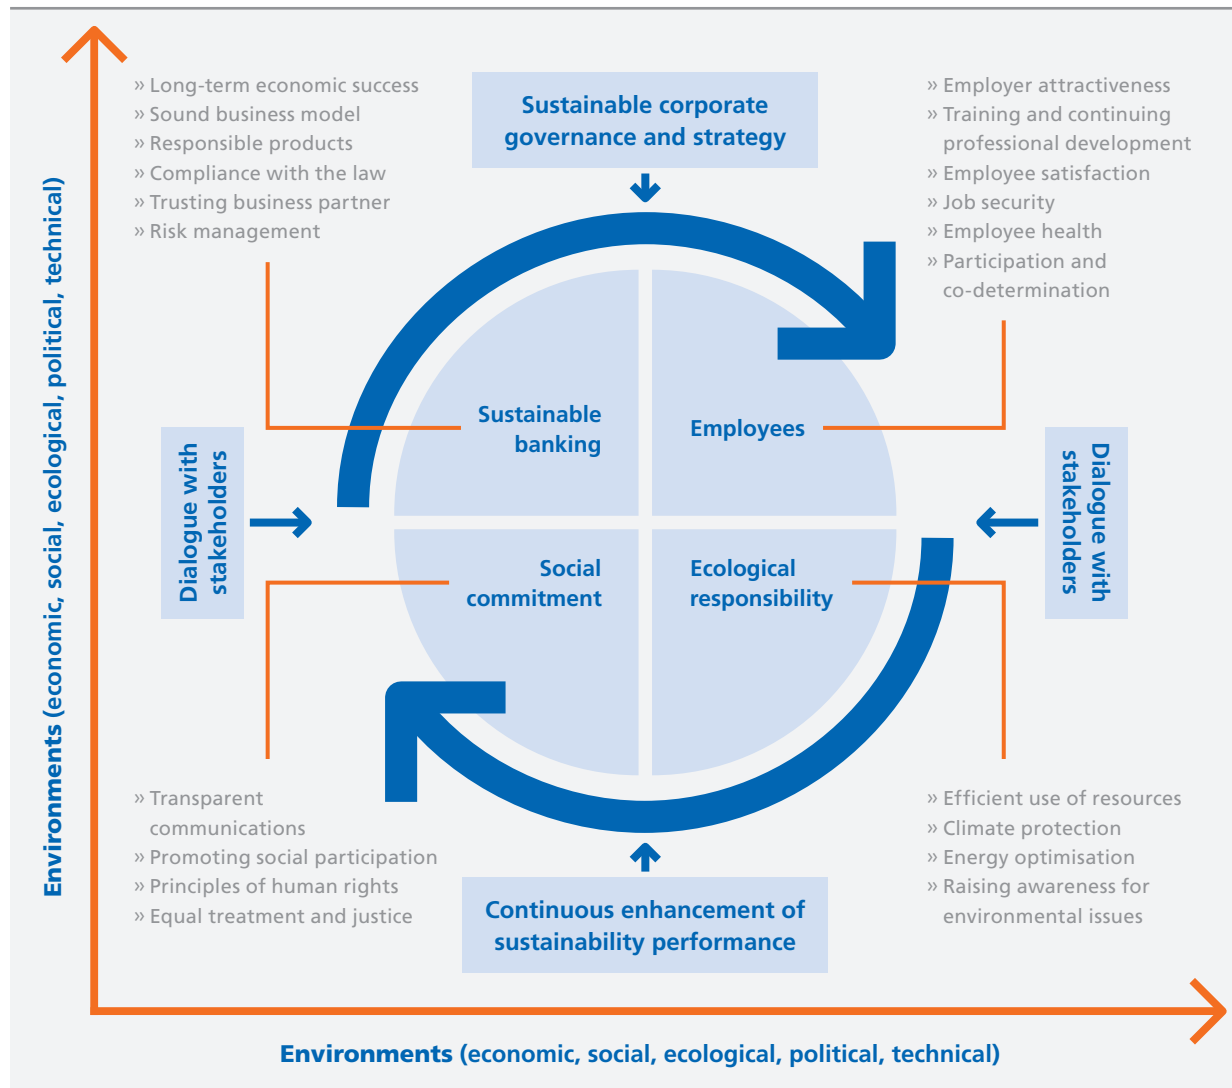 » Long-term economic success
» Sound business model
» Responsible products
» Compliance with the law
» Trusting business partner
» Risk management
Sustainable corporate
governance and strategy
» Employer attractiveness
» Training and continuing
professional development
» Employee satisfaction
» Job security
» Employee health
» Participation and
co-determination
Environments (economic, social, ecological, political, technical)
Sustainable
banking
Employees
Dialogue with
stakeholders
Dialogue with
stakeholders
Social
commitment
Ecological
responsibility
» Transparent
communications
» Promoting social participation
» Principles of human rights
» Equal treatment and justice
Continuous enhancement of
sustainability performance
» Efficient use of resources
» Climate protection
» Energy optimisation
» Raising awareness for
environmental issues
Environments (economic, social, ecological, political, technical)